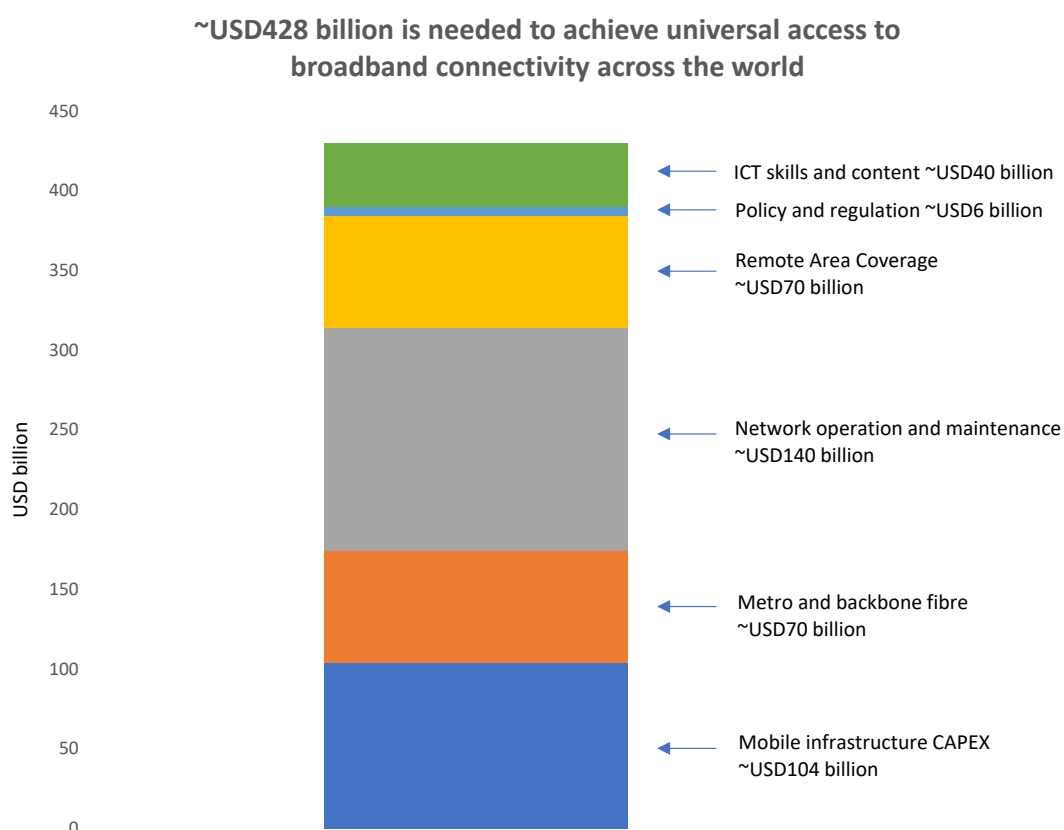 ~USD428 billion is needed to achieve universal access to
broadband connectivity across the world
450
400
350
300
250
200
150
100
50
0
USD billion
ICT skills and content ~USD40 billion
Policy and regulation ~USD6 billion
Remote Area Coverage
~USD70 billion
Network operation and maintenance
~USD140 billion
Metro and backbone fibre
~USD70 billion
Mobile infrastructure CAPEX
~USD104 billion